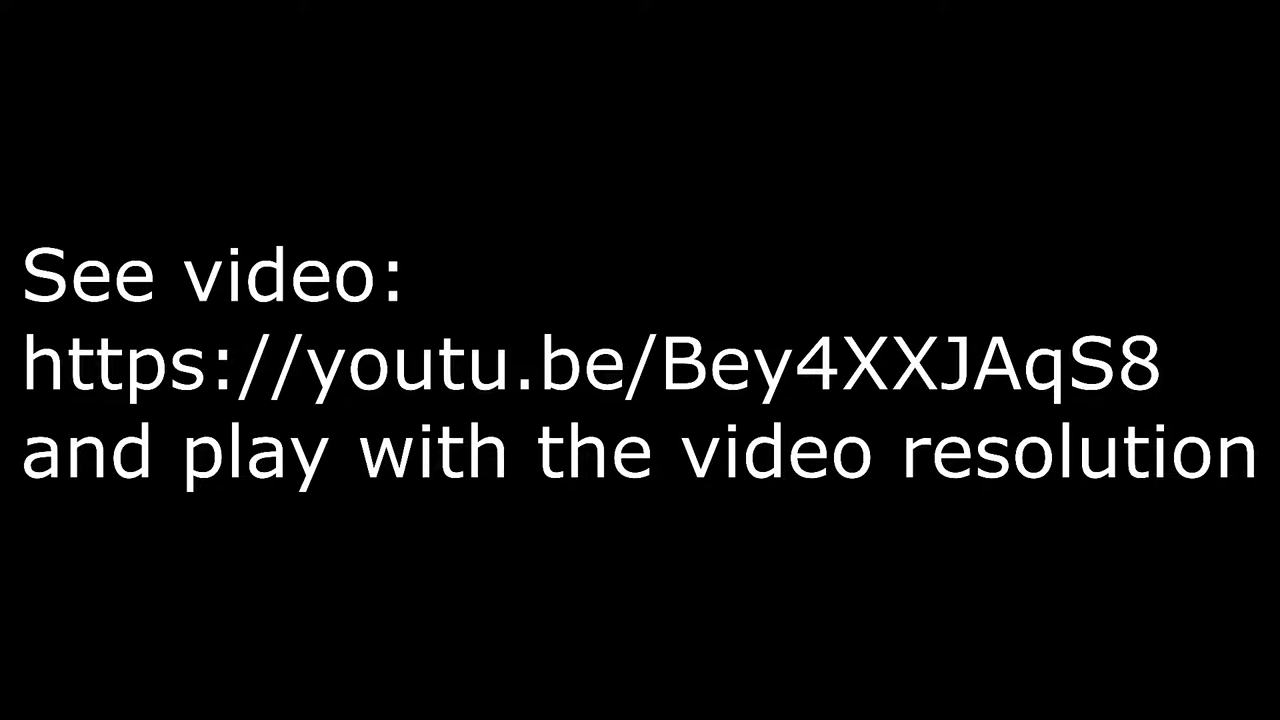 See video:
https://youtu.be/Bey4XXJAqS8
and play with the video resolution